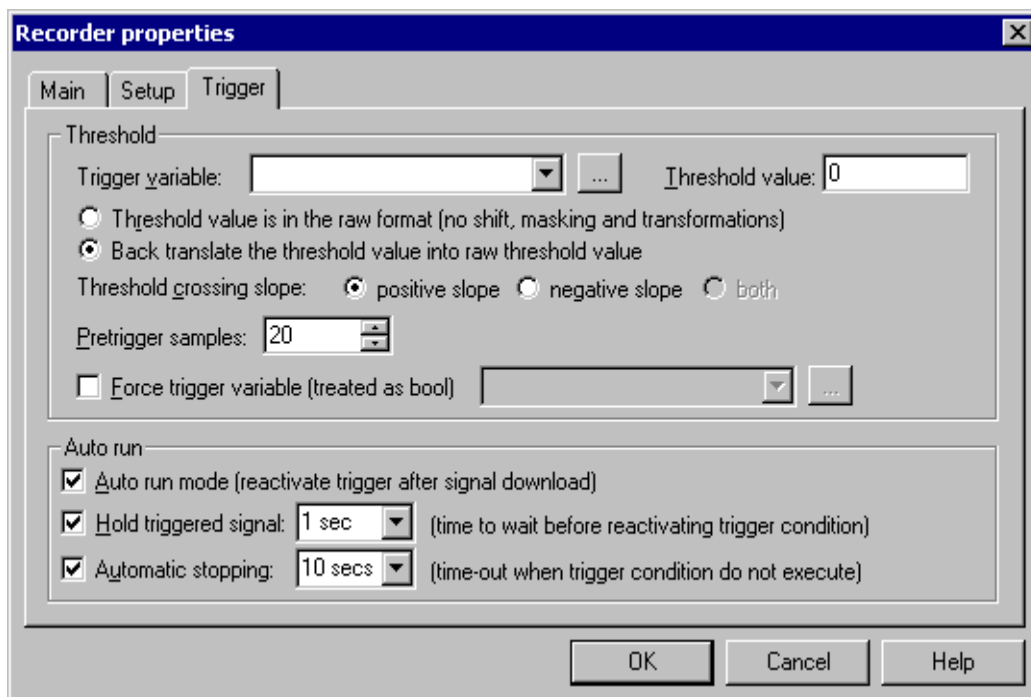 Recorder properties
Main Setup Trigger
Threshold
Trigger variable: ... Threshold value: 0
Threshold value is in the raw format (no shift, masking and transformations)
Back translate the threshold value into raw threshold value
Threshold crossing slope: positive slope negative slope both
Pretrigger samples: 20
Force trigger variable (treated as bool) ...
Auto run
Auto run mode (reactivate trigger after signal download)
Hold triggered signal: 1 sec (time to wait before reactivating trigger condition)
Automatic stopping: 10 secs (time-out when trigger condition do not execute)
OK Cancel Help